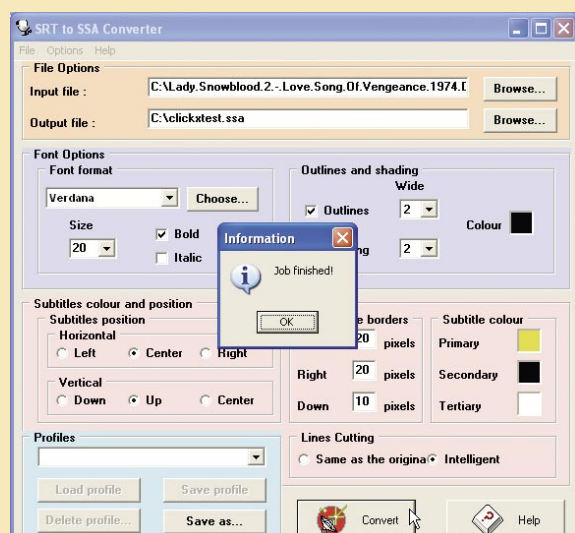 SRT to SSA Converter
File Options Help
File Options
Input file : C:\Lady.Snowblood.2.-.Love.Song.Of.Vengeance.1974.[ Browse...
Output file : C:\clickxtest.ssa Browse...
Font Options
Font format
Verdana Choose...
Size
20 Bold
Italic
Outlines and shading
Wide
Outlines 2
Colour
2
Information
Job finished!
OK
Subtitles colour and position
Subtitles position
Horizontal
Left Center Right
Vertical
Down Up Center
borders
20 pixels
Right 20 pixels
Down 10 pixels
Subtitle colour
Primary
Secondary
Tertiary
Profiles
Load profile Save profile
Delete profile... Save as...
Lines Cutting
Same as the origina Intelligent
Convert Help